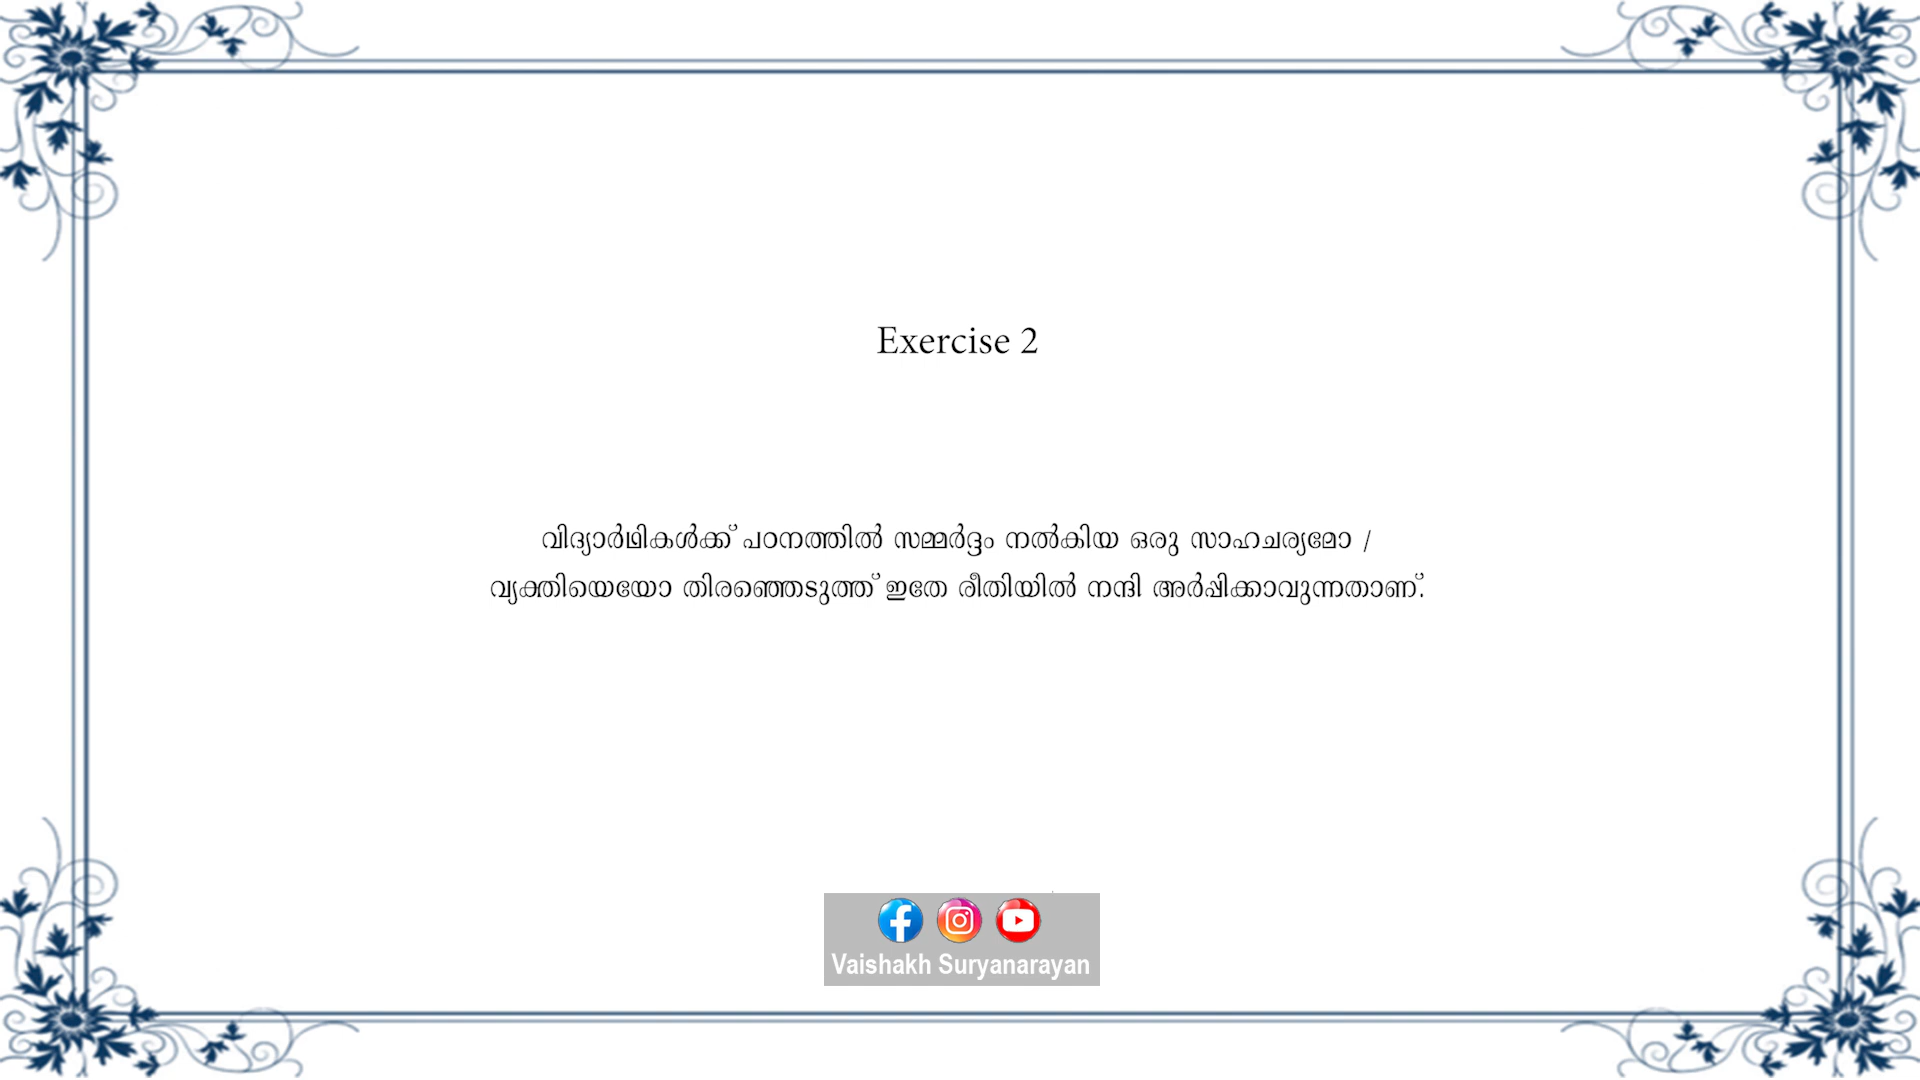 Exercise 2
വിദ്യാർഥികൾക്ക് പഠനത്തിൽ സമ്മർദ്ദം നൽകിയ ഒരു സാഹചര്യമോ /
വ്യക്തിയെയോ തിരഞ്ഞെടുത്ത് ഇതേ രീതിയിൽ നന്ദി അർപ്പിക്കാവുന്നതാണ്.
Vaishakh Suryanarayan